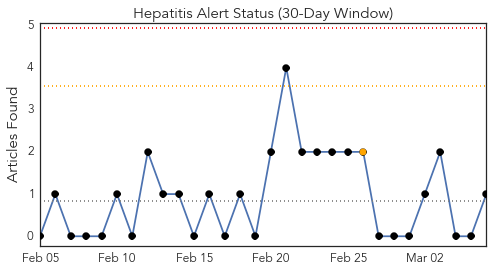 Hepatitis Alert Status (30-Day Window)
5
4
3
2
1
0
Articles Found
Feb 05
Feb 10
Feb 15
Feb 20
Feb 25
Mar 02